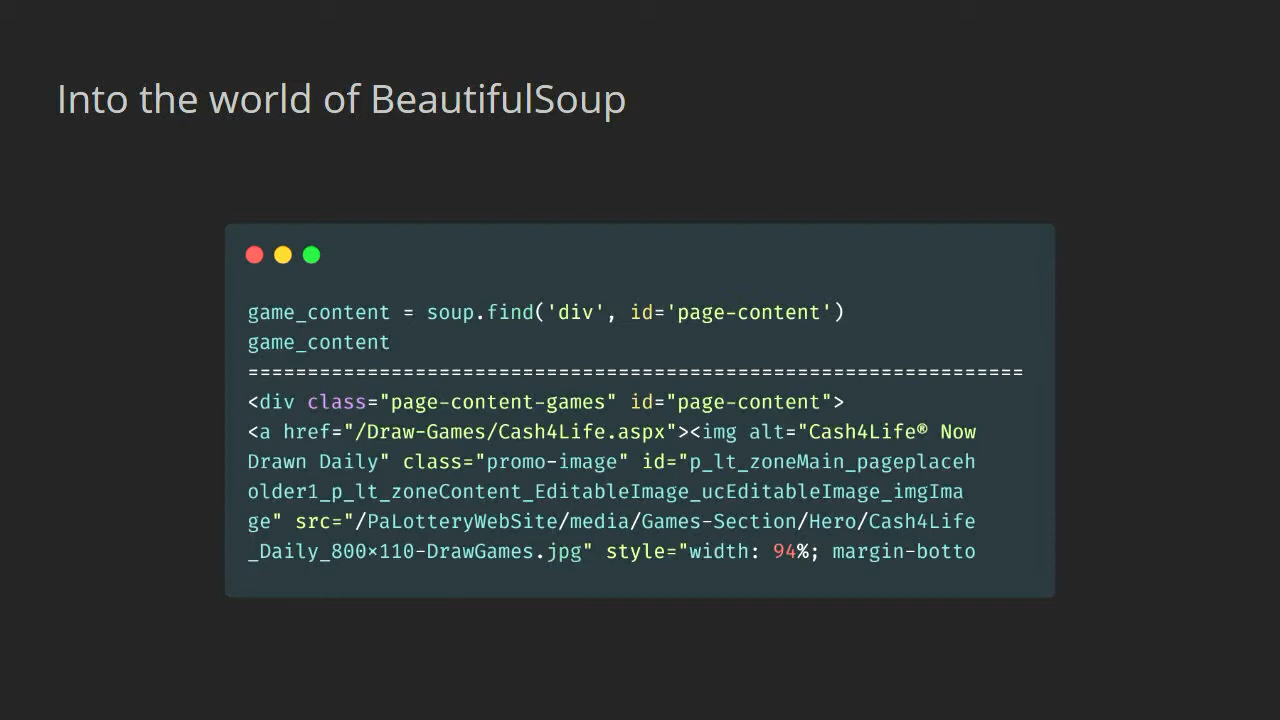 Into the world of BeautifulSoup
game_content = soup.find('div', id='page-content')
game_content
=================================================================
<div class="page-content-games" id="page-content">
<a href="/Draw-Games/Cash4Life.aspx"><img alt="Cash4Life® Now
Drawn Daily" class="promo-image" id="p_lt_zoneMain_pageplaceh
older1_p_lt_zoneContent_EditableImage_ucEditableImage_imgIma
ge" src="/PaLotteryWebSite/media/Games-Section/Hero/Cash4Life
_Daily_800×110-DrawGames.jpg" style="width: 94%; margin-botto